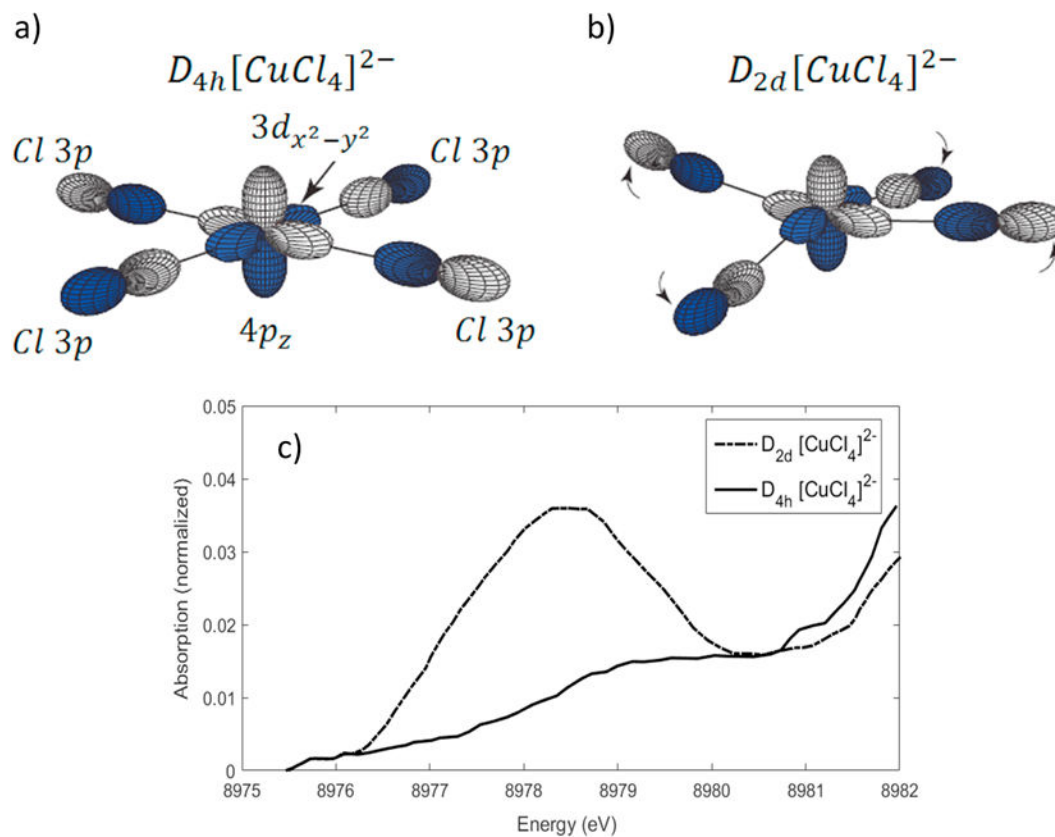 a)
D₄ₕ[CuCl₄]²⁻
Cl 3p
3dₓ²₋ᵧ²
Cl 3p
Cl 3p
4p_z
Cl 3p
b)
D₂d[CuCl₄]²⁻
c)
D₂d [CuCl₄]²⁻
D₄ₕ [CuCl₄]²⁻
0.05
0.04
0.03
0.02
0.01
0
Absorption (normalized)
8975 8976 8977 8978 8979 8980 8981 8982
Energy (eV)